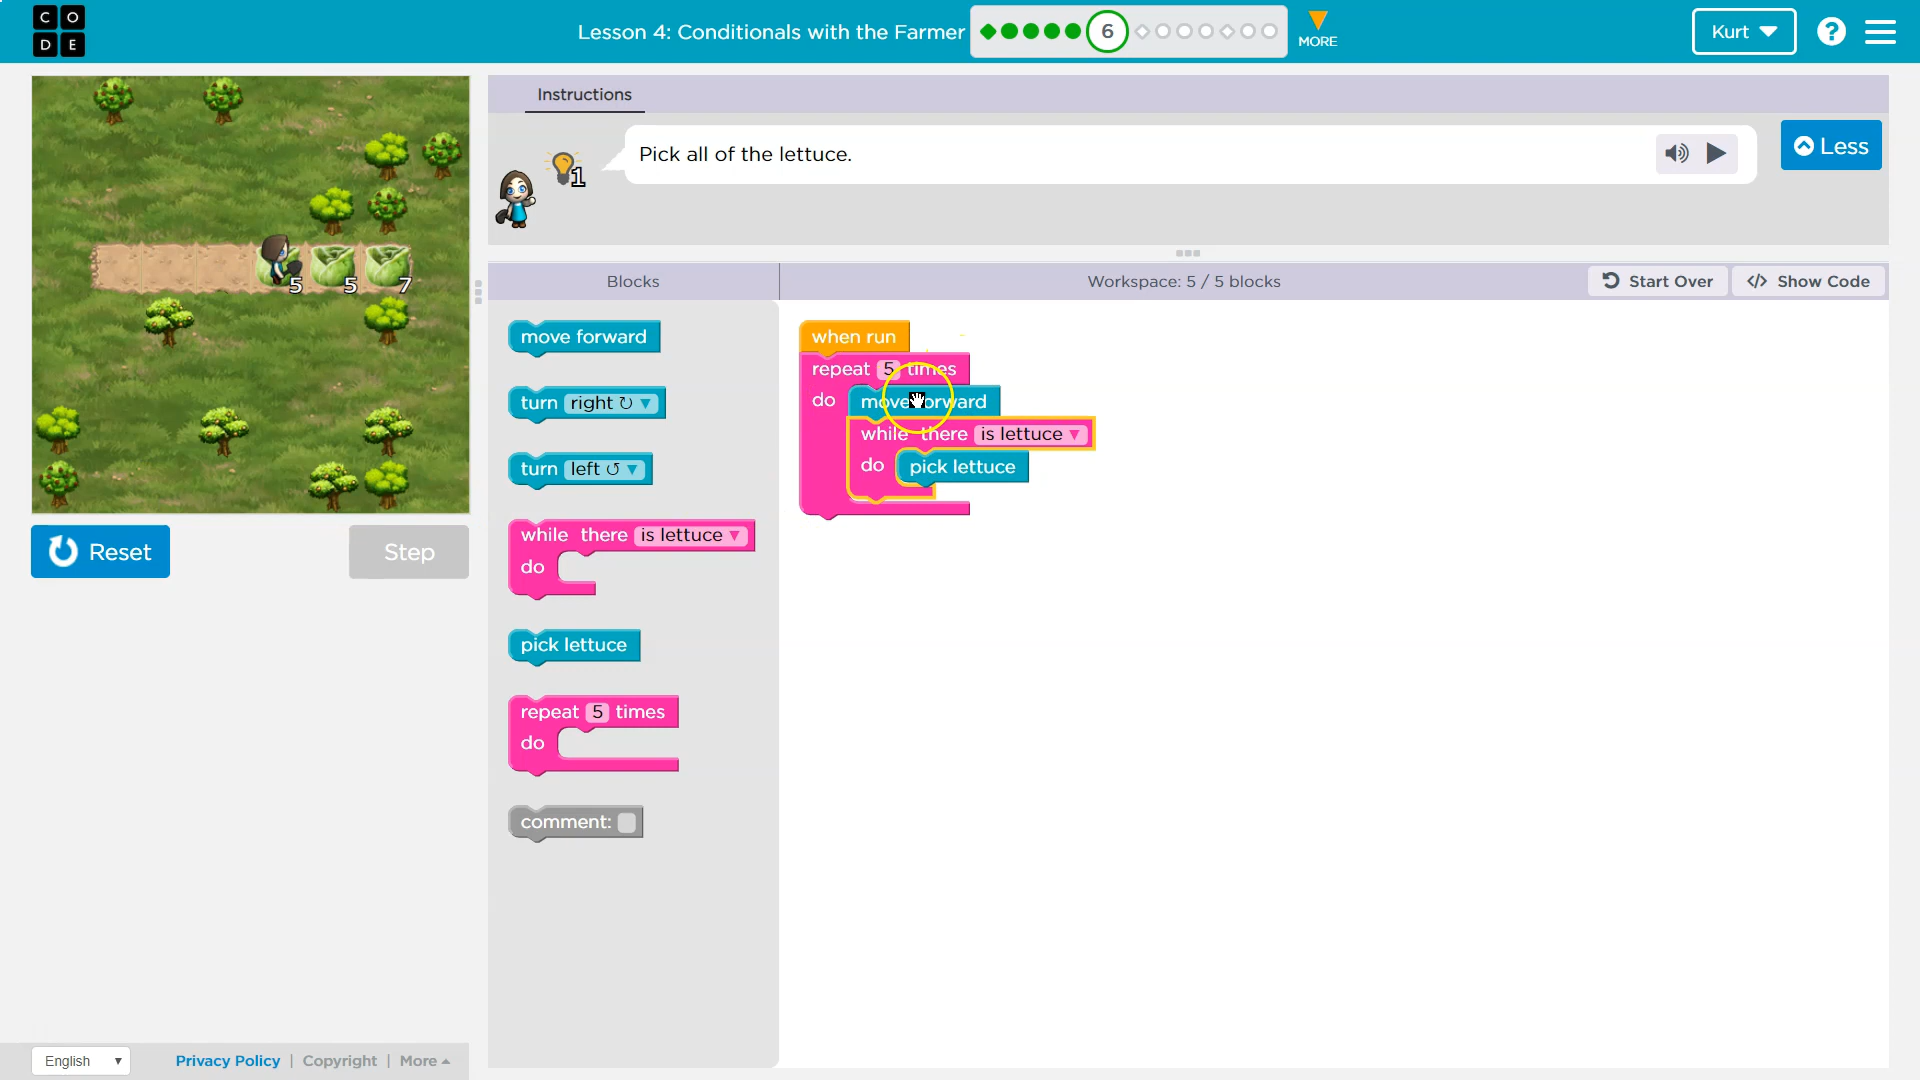 CODE
Lesson 4: Conditionals with the Farmer
6
MORE
Kurt
?
Instructions
1
Pick all of the lettuce.
Less
5 5 7
Reset
Step
Blocks
Workspace: 5 / 5 blocks
Start Over
</> Show Code
move forward
turn right ↻ ▼
turn left ↺ ▼
while there is lettuce ▼
do
pick lettuce
repeat 5 times
do
comment:
when run
repeat 5 times
do move forward
while there is lettuce ▼
do pick lettuce
English ▼
Privacy Policy | Copyright | More